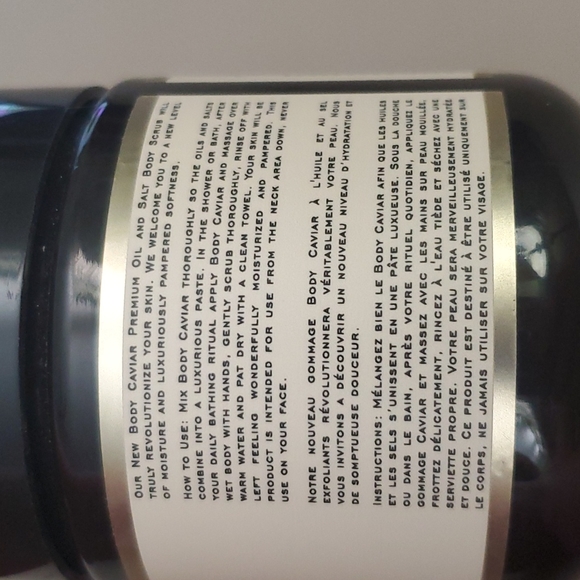 Our New Body Caviar Premium Oil and Salt Body Scrub will
truly revolutionize your skin. We welcome you to a new level
of moisture and luxuriously pampered softness.
How to Use: Mix Body Caviar thoroughly so the oils and salts
combine into a luxurious paste. In the shower or bath, after
your daily bathing ritual apply Body Caviar and massage over
wet body with hands, gently scrub thoroughly, rinse off with
warm water and pat dry with a clean towel. Your skin will be
left feeling wonderfully moisturized and pampered. This
product is intended for use from the neck area down, never
use on your face.
Notre nouveau gommage Body Caviar à l'huile et au sel
exfoliants révolutionnera véritablement votre peau. Nous
vous invitons à découvrir un nouveau niveau d'hydratation et
de somptueuse douceur.
Instructions: Mélangez bien le Body Caviar afin que les huiles
et les sels s'unissent en une pâte luxueuse. Sous la douche
ou dans le bain, après votre rituel quotidien, appliquez le
gommage Caviar et massez avec les mains sur peau mouillée,
frottez délicatement, rincez à l'eau tiède et séchez avec une
serviette propre. Votre peau sera merveilleusement hydratée
et douce. Ce produit est destiné à être utilisé uniquement sur
le corps, ne jamais utiliser sur votre visage.